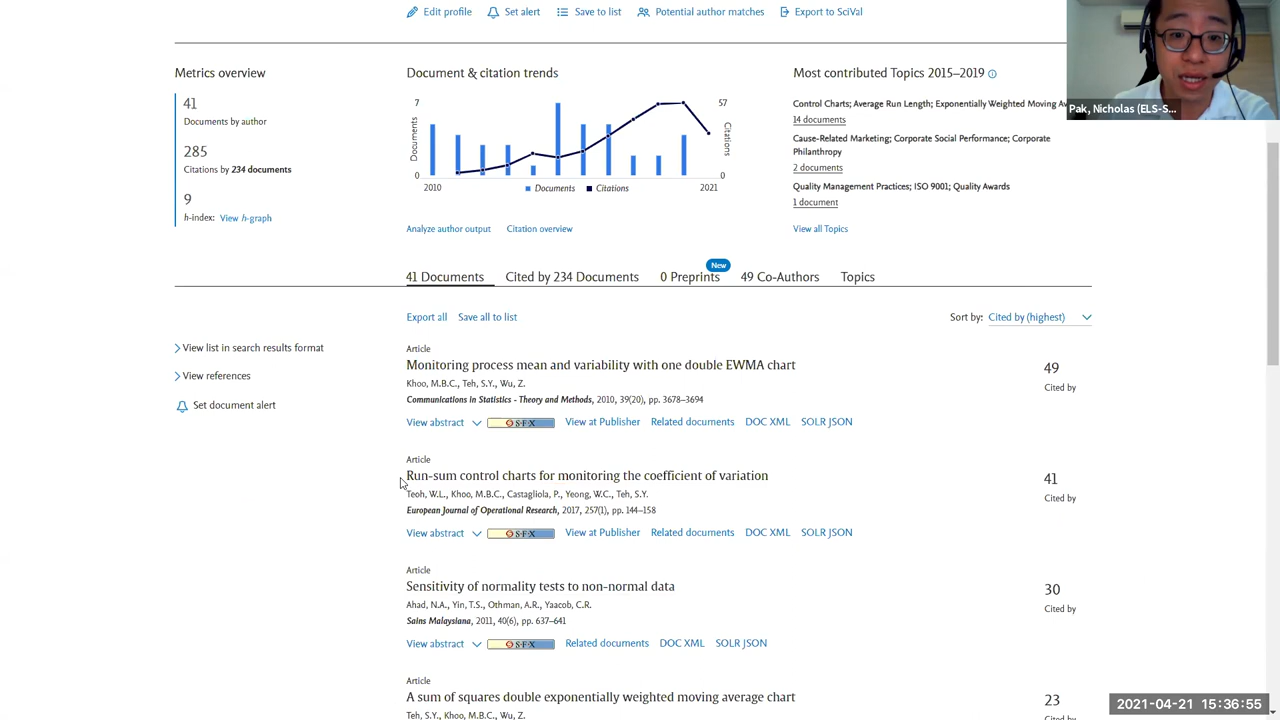 Edit profile
Set alert
Save to list
Potential author matches
Export to SciVal
Metrics overview
41
Documents by author
285
Citations by 234 documents
9
h-index: View h-graph
Document & citation trends
7
Documents
0
57
Citations
0
2010
2021
Documents
Citations
Analyze author output
Citation overview
Most contributed Topics 2015–2019
Control Charts; Average Run Length; Exponentially Weighted Moving Av
14 documents
Cause-Related Marketing; Corporate Social Performance; Corporate
Philanthropy
2 documents
Quality Management Practices; ISO 9001; Quality Awards
1 document
View all Topics
Pak, Nicholas (ELS-S...
New
41 Documents
Cited by 234 Documents
0 Preprints
49 Co-Authors
Topics
Export all
Save all to list
Sort by: Cited by (highest)
View list in search results format
View references
Set document alert
Article
Monitoring process mean and variability with one double EWMA chart
Khoo, M.B.C., Teh, S.Y., Wu, Z.
Communications in Statistics - Theory and Methods, 2010, 39(20), pp. 3678–3694
View abstract
S·F·X
View at Publisher
Related documents
DOC XML
SOLR JSON
49
Cited by
Article
Run-sum control charts for monitoring the coefficient of variation
Teoh, W.L., Khoo, M.B.C., Castagliola, P., Yeong, W.C., Teh, S.Y.
European Journal of Operational Research, 2017, 257(1), pp. 144–158
View abstract
S·F·X
View at Publisher
Related documents
DOC XML
SOLR JSON
41
Cited by
Article
Sensitivity of normality tests to non-normal data
Ahad, N.A., Yin, T.S., Othman, A.R., Yaacob, C.R.
Sains Malaysiana, 2011, 40(6), pp. 637–641
View abstract
S·F·X
Related documents
DOC XML
SOLR JSON
30
Cited by
Article
A sum of squares double exponentially weighted moving average chart
Teh, S.Y., Khoo, M.B.C., Wu, Z.
23
Cited by
2021-04-21 15:36:55